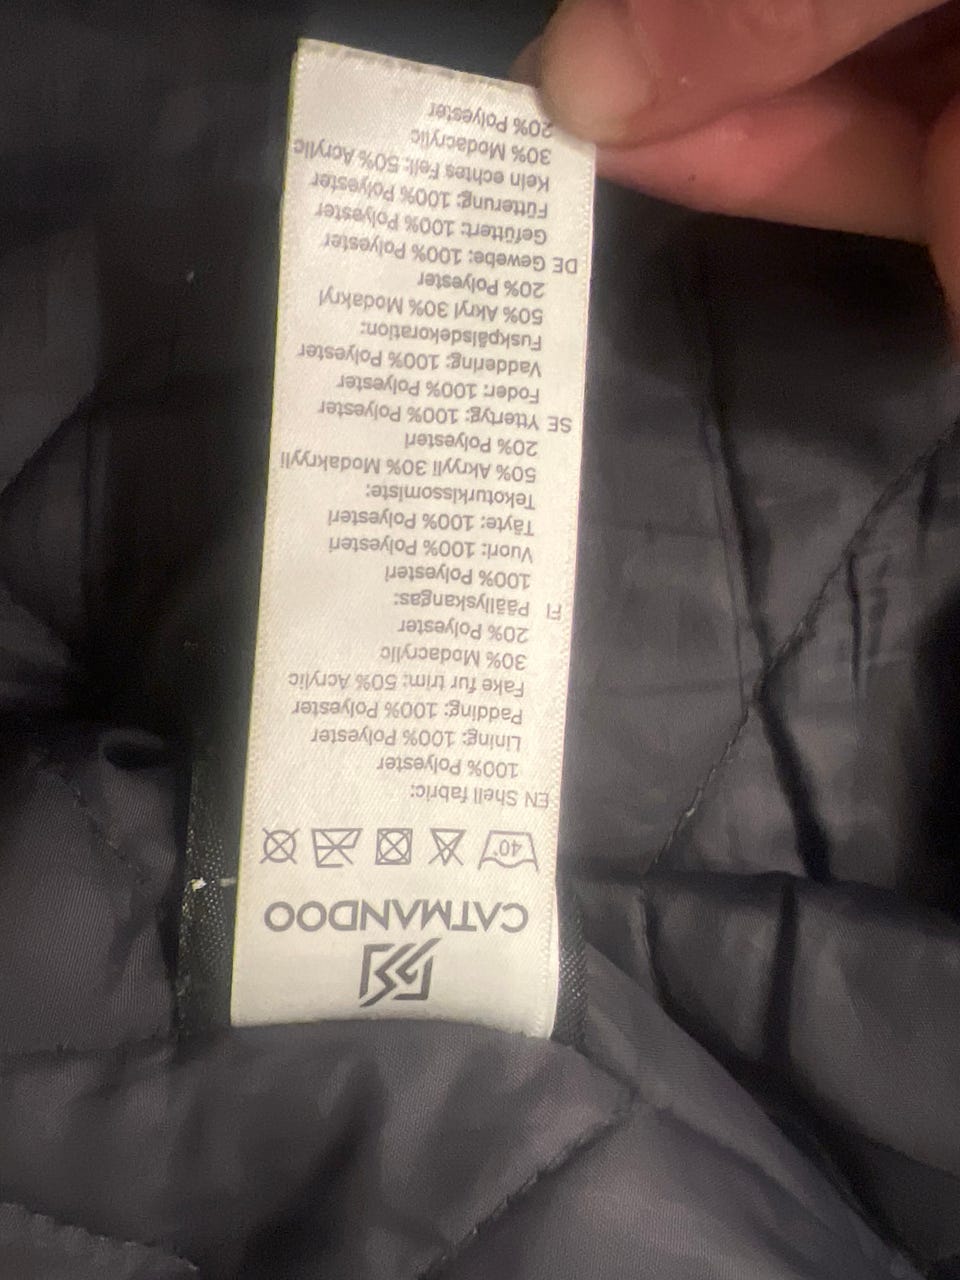 CATMANDOO
40°
EN Shell fabric:
100% Polyester
Lining: 100% Polyester
Padding: 100% Polyester
Fake fur trim: 50% Acrylic
30% Modacrylic
20% Polyester
FI Päällyskangas:
100% Polyesteri
Vuori: 100% Polyesteri
Täyte: 100% Polyesteri
Tekoturkissomiste:
50% Akryyli 30% Modakryyli
20% Polyesteri
SE Yttertyg: 100% Polyester
Foder: 100% Polyester
Vaddering: 100% Polyester
Fuskpälsdekoration:
50% Akryl 30% Modakryl
20% Polyester
DE Gewebe: 100% Polyester
Gefüttert: 100% Polyester
Fütterung: 100% Polyester
Kein echtes Fell: 50% Acrylic
30% Modacrylic
20% Polyester